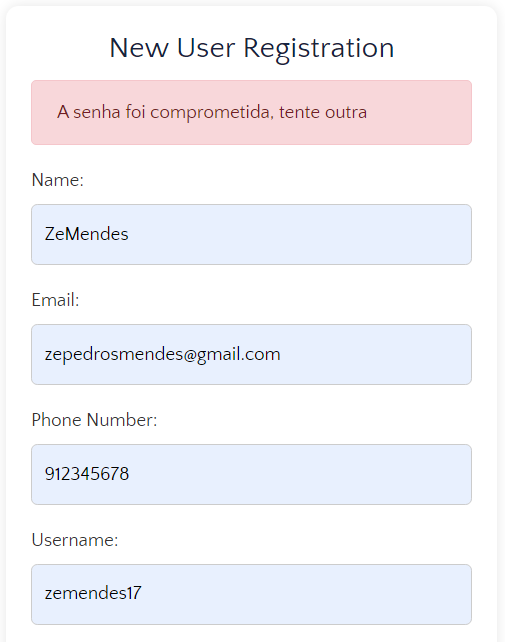 New User Registration
A senha foi comprometida, tente outra
Name:
ZeMendes
Email:
zepedrosmendes@gmail.com
Phone Number:
912345678
Username:
zemendes17